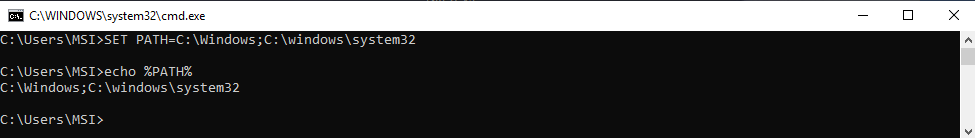 C:\WINDOWS\system32\cmd.exe
C:\Users\MSI>SET PATH=C:\Windows;C:\windows\system32
C:\Users\MSI>echo %PATH%
C:\Windows;C:\windows\system32
C:\Users\MSI>